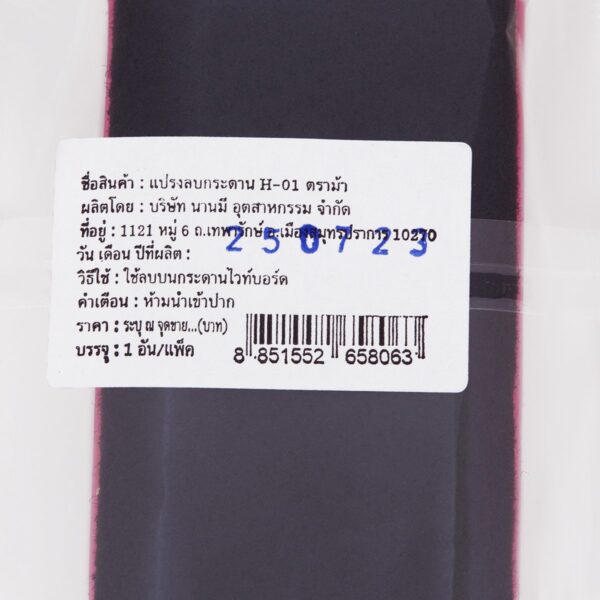 ชื่อสินค้า : แปรงลบกระดาน H-01 ตราม้า
ผลิตโดย : บริษัท นานมี อุตสาหกรรม จำกัด
ที่อยู่ : 1121 หมู่ 6 ถ.เทพารักษ์ อ.เมืองสมุทรปราการ 10270
วัน เดือน ปีที่ผลิต : 250723
วิธีใช้ : ใช้ลบบนกระดานไวท์บอร์ด
คำเตือน : ห้ามนำเข้าปาก
ราคา : ระบุ ณ จุดขาย...(บาท)
บรรจุ : 1 อัน/แพ็ค
8 851552 658063